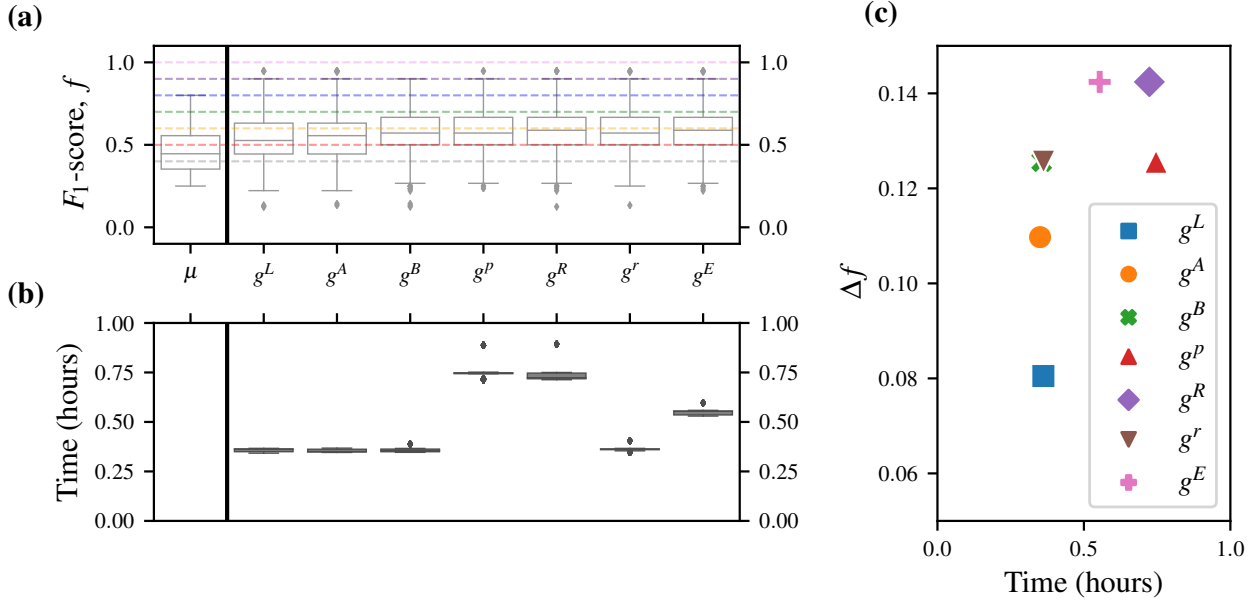 (a)
F₁-score, f
1.0
0.5
0.0
1.0
0.5
0.0
μ
g^L
g^A
g^B
g^p
g^R
g^r
g^E
(b)
Time (hours)
1.00
0.75
0.50
0.25
0.00
1.00
0.75
0.50
0.25
0.00
(c)
Δf
0.14
0.12
0.10
0.08
0.06
g^L
g^A
g^B
g^p
g^R
g^r
g^E
0.0
0.5
1.0
Time (hours)